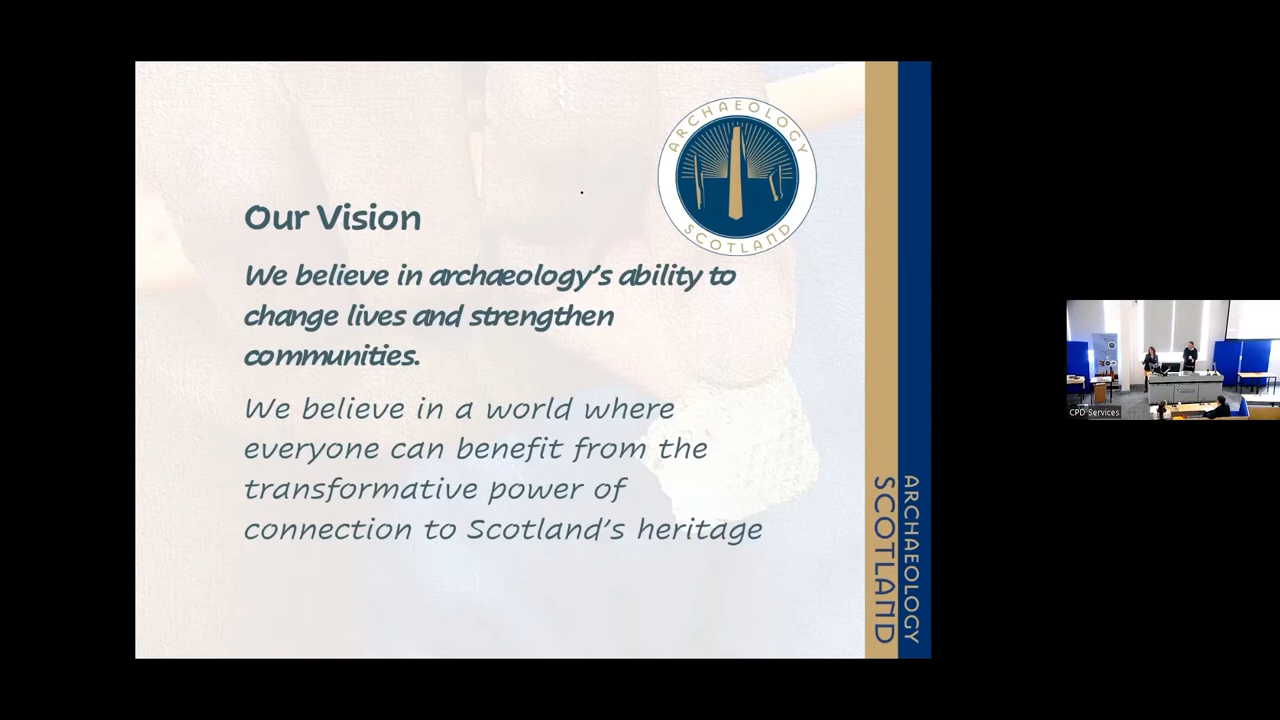 ARCHAEOLOGY
SCOTLAND
Our Vision
We believe in archaeology's ability to
change lives and strengthen
communities.
We believe in a world where
everyone can benefit from the
transformative power of
connection to Scotland's heritage
ARCHAEOLOGY
SCOTLAND
CPD Services